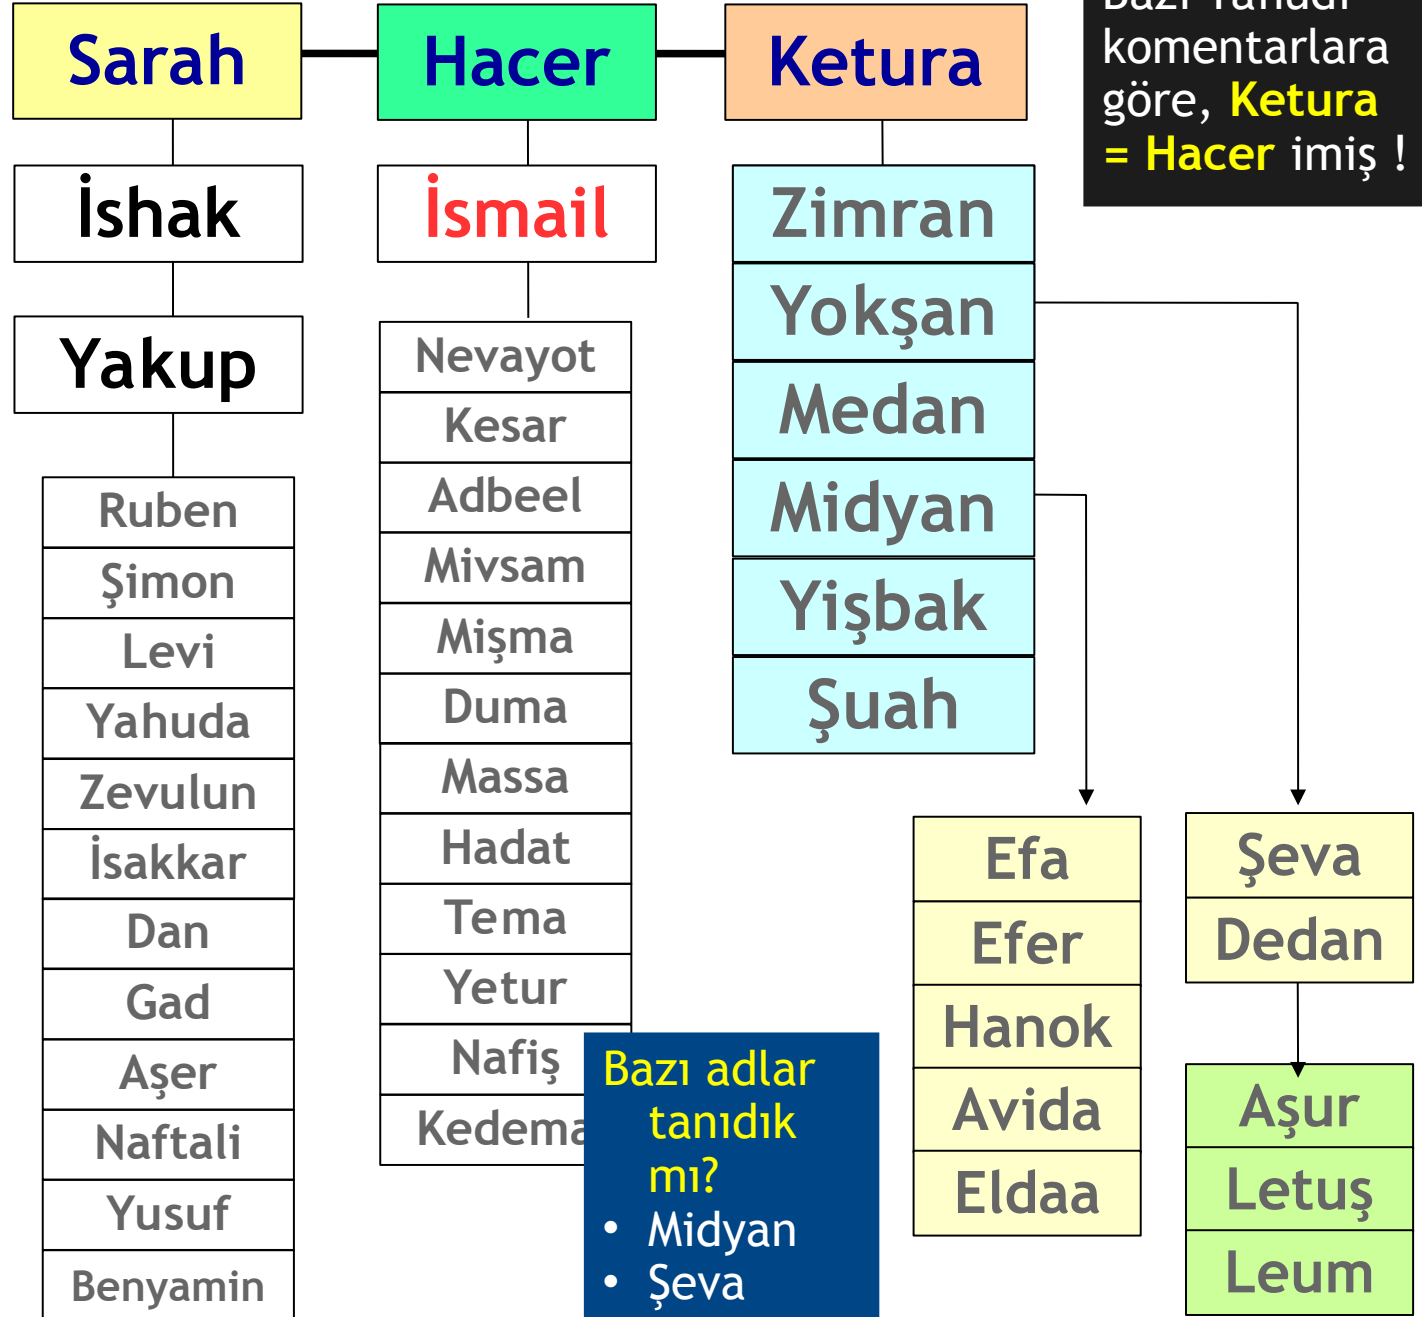 Sarah
Hacer
Ketura
Bazı Yahudi
komentarlara
göre, Ketura
= Hacer imiş !
İshak
Yakup
Ruben
Şimon
Levi
Yahuda
Zevulun
İsakkar
Dan
Gad
Aşer
Naftali
Yusuf
Benyamin
İsmail
Nevayot
Kesar
Adbeel
Mivsam
Mişma
Duma
Massa
Hadat
Tema
Yetur
Nafiş
Kedema
Zimran
Yokşan
Medan
Midyan
Yişbak
Şuah
Efa
Efer
Hanok
Avida
Eldaa
Şeva
Dedan
Aşur
Letuş
Leum
Bazı adlar
tanıdık
mı?
• Midyan
• Şeva